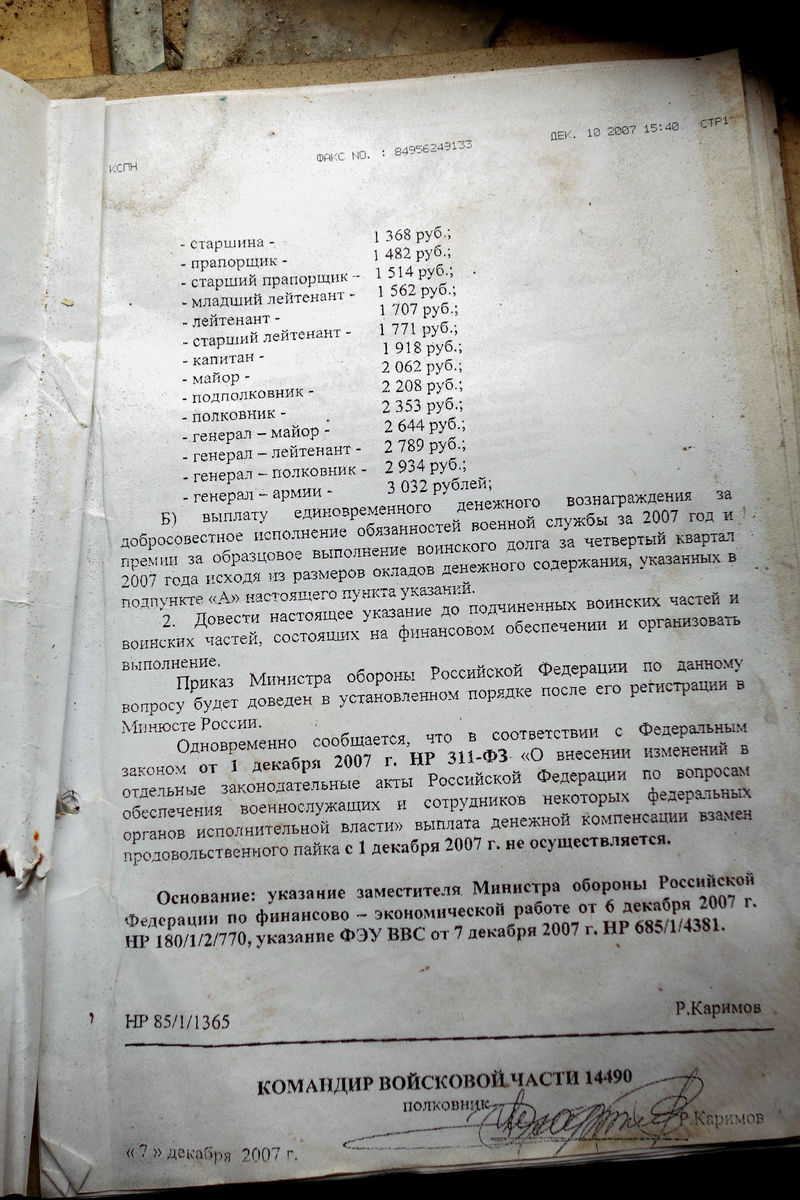 КСПН ФАКС NO. : 84956249133 ДЕК. 10 2007 15:40 СТР1
- старшина - 1 368 руб.;
- прапорщик - 1 482 руб.;
- старший прапорщик - 1 514 руб.;
- младший лейтенант - 1 562 руб.;
- лейтенант - 1 707 руб.;
- старший лейтенант - 1 771 руб.;
- капитан - 1 918 руб.;
- майор - 2 062 руб.;
- подполковник - 2 208 руб.;
- полковник - 2 353 руб.;
- генерал – майор - 2 644 руб.;
- генерал – лейтенант - 2 789 руб.;
- генерал – полковник - 2 934 руб.;
- генерал – армии - 3 032 рублей;
Б) выплату единовременного денежного вознаграждения за
добросовестное исполнение обязанностей военной службы за 2007 год и
премии за образцовое выполнение воинского долга за четвертый квартал
2007 года исходя из размеров окладов денежного содержания, указанных в
подпункте «А» настоящего пункта указаний.
2. Довести настоящее указание до подчиненных воинских частей и
воинских частей, состоящих на финансовом обеспечении и организовать
выполнение.
Приказ Министра обороны Российской Федерации по данному
вопросу будет доведен в установленном порядке после его регистрации в
Минюсте России.
Одновременно сообщается, что в соответствии с Федеральным
законом от 1 декабря 2007 г. НР 311-ФЗ «О внесении изменений в
отдельные законодательные акты Российской Федерации по вопросам
обеспечения военнослужащих и сотрудников некоторых федеральных
органов исполнительной власти» выплата денежной компенсации взамен
продовольственного пайка с 1 декабря 2007 г. не осуществляется.
Основание: указание заместителя Министра обороны Российской
Федерации по финансово – экономической работе от 6 декабря 2007 г.
НР 180/1/2/770, указание ФЭУ ВВС от 7 декабря 2007 г. НР 685/1/4381.
НР 85/1/1365 Р.Каримов
КОМАНДИР ВОЙСКОВОЙ ЧАСТИ 14490
полковник
Р.Каримов
« 7 » декабря 2007 г.